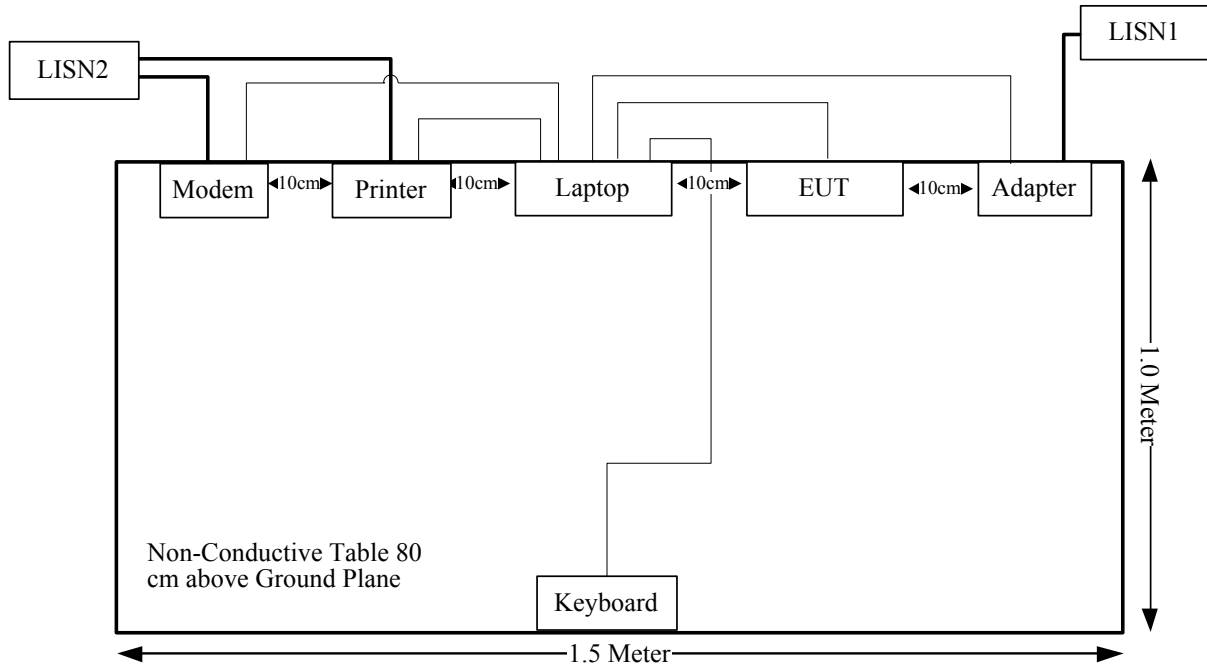 LISN1
LISN2
Modem
10cm
Printer
10cm
Laptop
10cm
EUT
10cm
Adapter
1.0 Meter
Non-Conductive Table 80
cm above Ground Plane
Keyboard
1.5 Meter